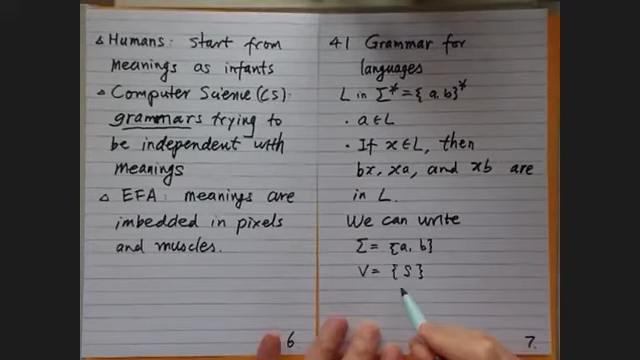 △ Humans: start from
meanings as infants
△ Computer Science (CS):
grammars trying to
be independent with
meanings
△ EFA: meanings are
imbedded in pixels
and muscles.
6
41 Grammar for
languages
L in Σ* = {a, b}*
· a ∈ L
· If x ∈ L, then
bx, xa, and xb are
in L.
We can write
Σ = {a, b}
V = {S}
7